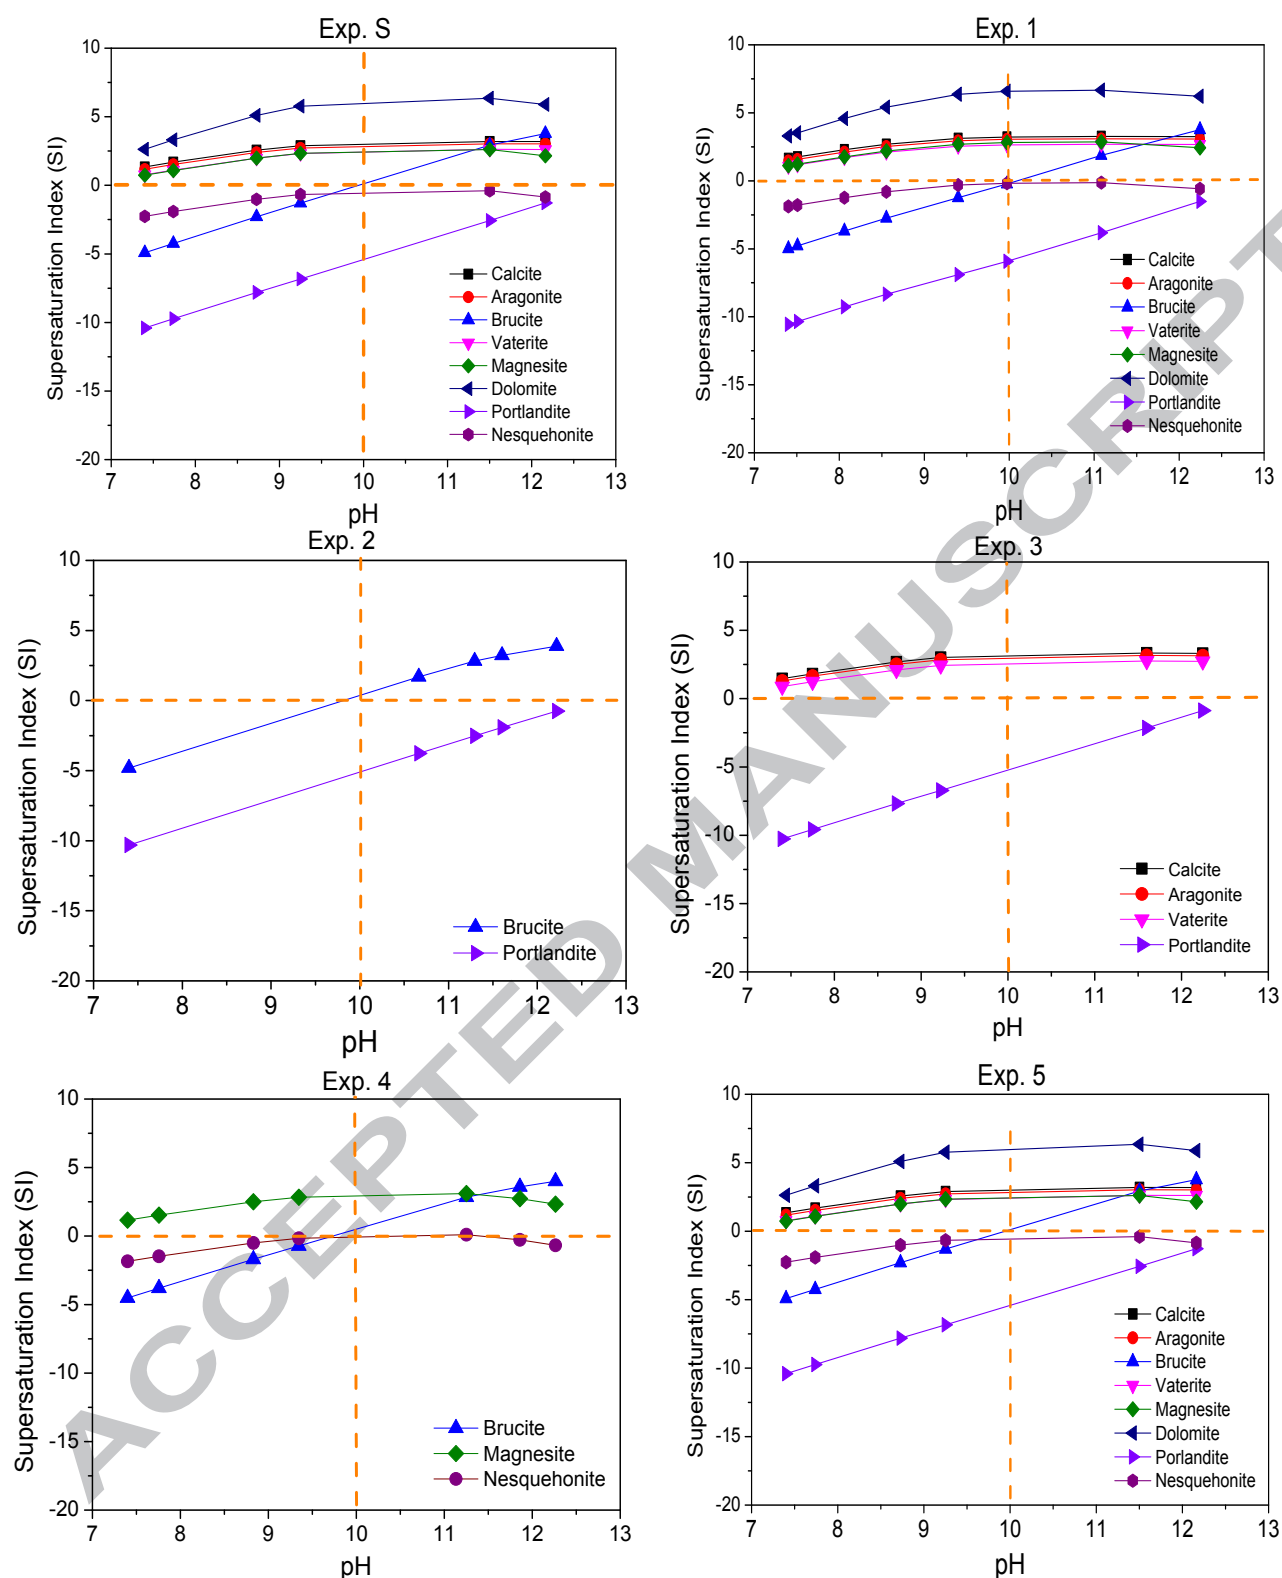 Exp. S
10
5
0
-5
-10
-15
-20
Supersaturation Index (SI)
Calcite
Aragonite
Brucite
Vaterite
Magnesite
Dolomite
Portlandite
Nesquehonite
7 8 9 10 11 12 13
pH
Exp. 1
10
5
0
-5
-10
-15
-20
Supersaturation Index (SI)
Calcite
Aragonite
Brucite
Vaterite
Magnesite
Dolomite
Portlandite
Nesquehonite
7 8 9 10 11 12 13
pH
Exp. 2
10
5
0
-5
-10
-15
-20
Supersaturation Index (SI)
Brucite
Portlandite
7 8 9 10 11 12 13
pH
Exp. 3
10
5
0
-5
-10
-15
-20
Supersaturation Index (SI)
Calcite
Aragonite
Vaterite
Portlandite
7 8 9 10 11 12 13
pH
Exp. 4
10
5
0
-5
-10
-15
-20
Supersaturation Index (SI)
Brucite
Magnesite
Nesquehonite
7 8 9 10 11 12 13
pH
Exp. 5
10
5
0
-5
-10
-15
-20
Supersaturation Index (SI)
Calcite
Aragonite
Brucite
Vaterite
Magnesite
Dolomite
Porlandite
Nesquehonite
7 8 9 10 11 12 13
pH
ACCEPTED MANUSCRIPT